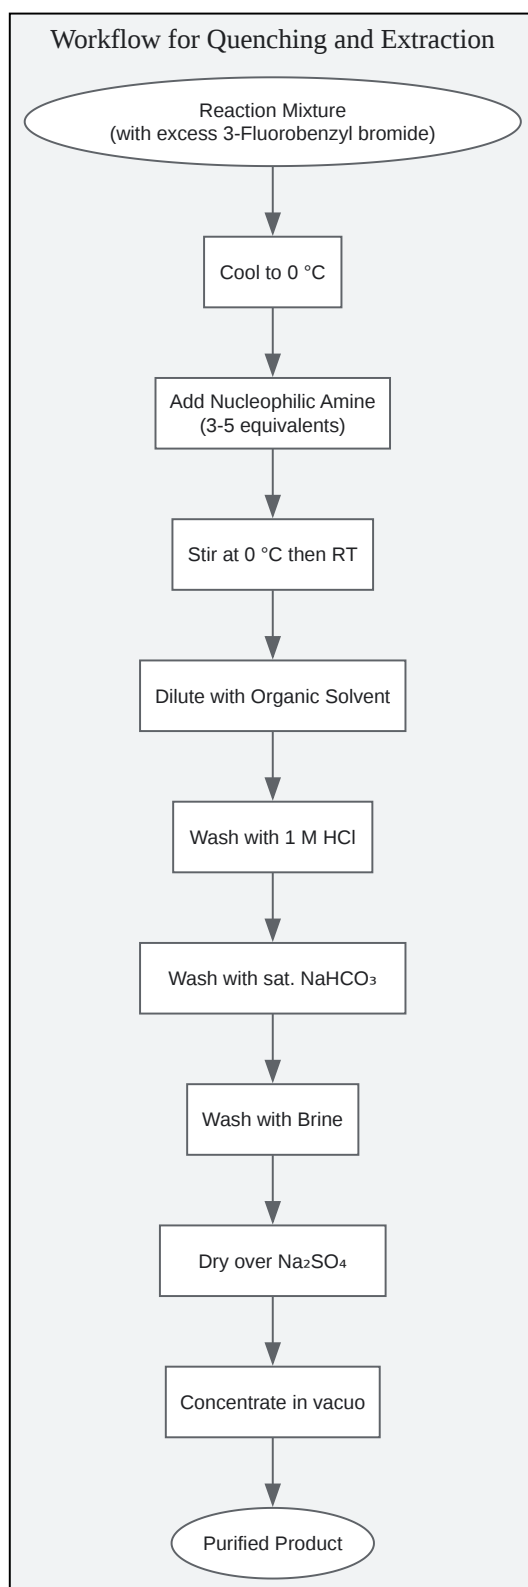 Workflow for Quenching and Extraction
Reaction Mixture
(with excess 3-Fluorobenzyl bromide)
Cool to 0 °C
Add Nucleophilic Amine
(3-5 equivalents)
Stir at 0 °C then RT
Dilute with Organic Solvent
Wash with 1 M HCl
Wash with sat. NaHCO₃
Wash with Brine
Dry over Na₂SO₄
Concentrate in vacuo
Purified Product